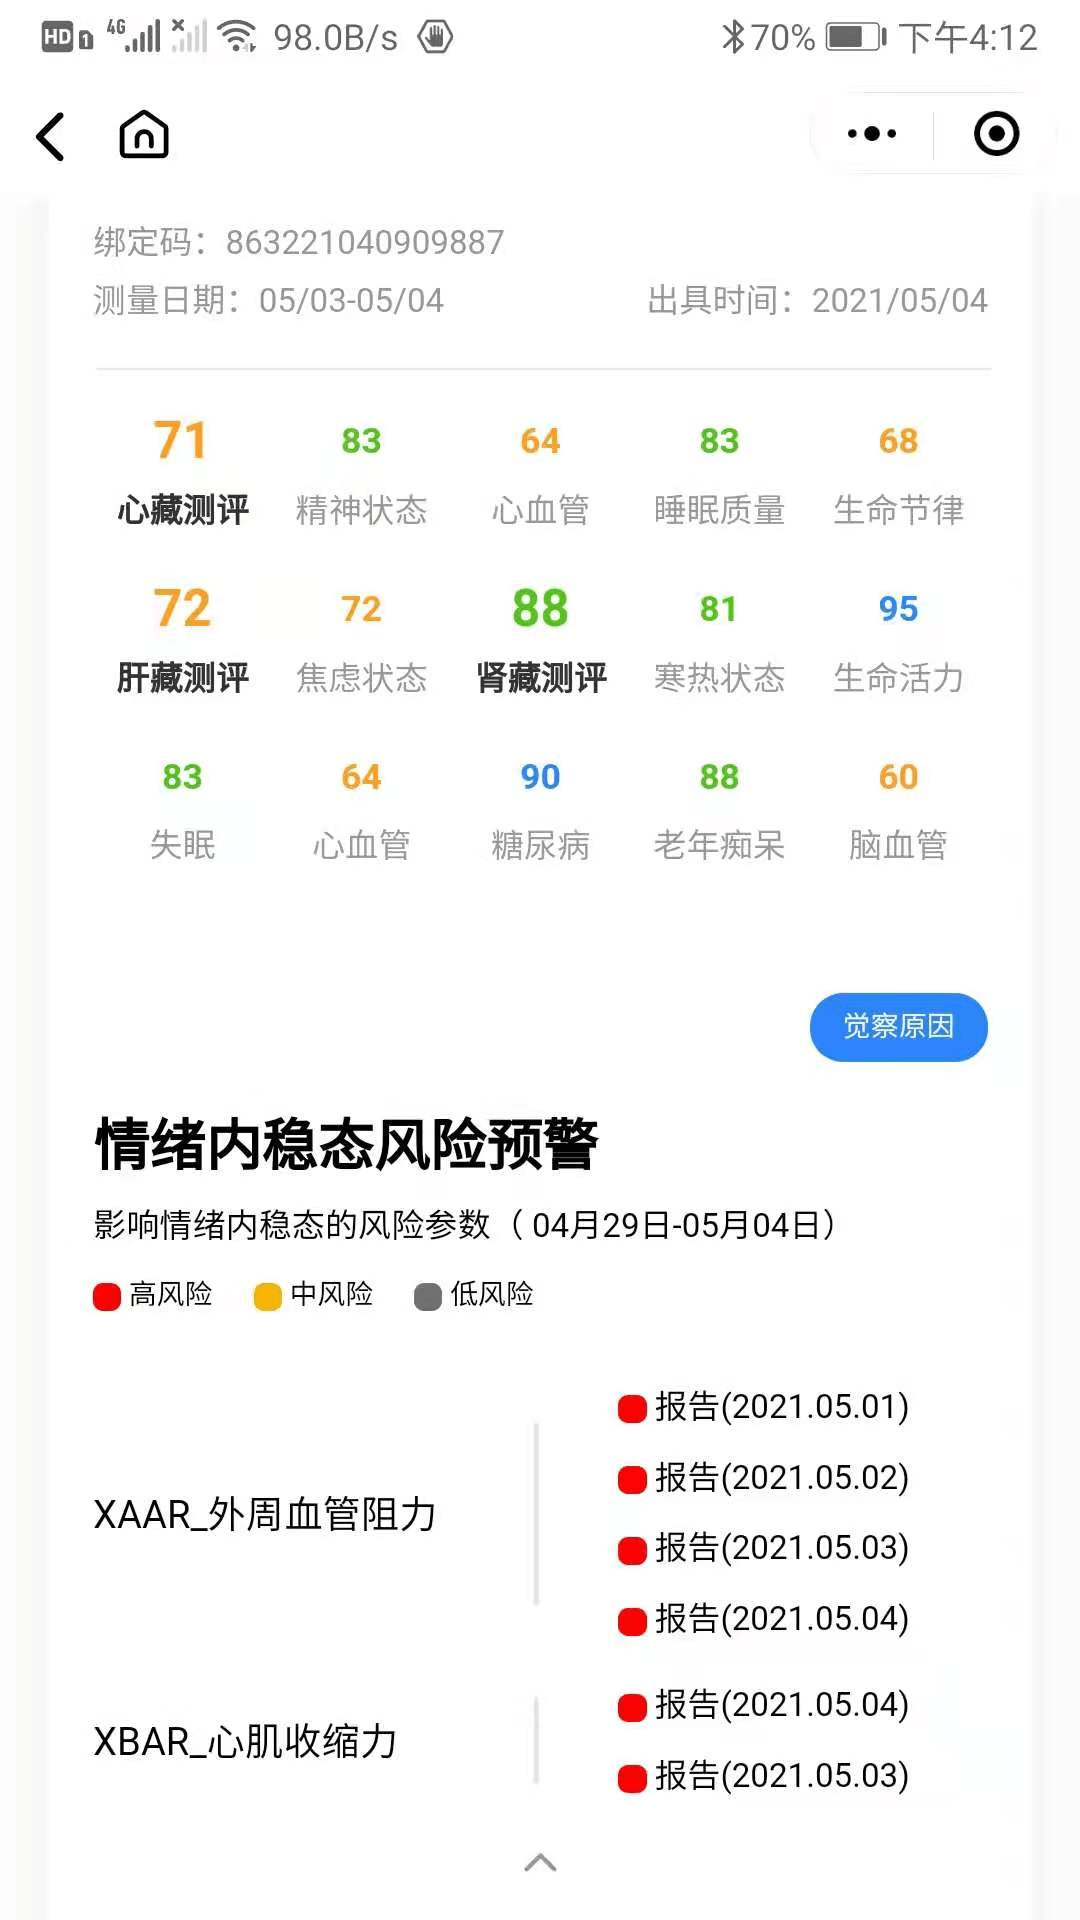 HD 1 4G 98.0B/s 70% 下午4:12
绑定码：863221040909887
测量日期：05/03-05/04 出具时间：2021/05/04
71 83 64 83 68
心藏测评 精神状态 心血管 睡眠质量 生命节律
72 72 88 81 95
肝藏测评 焦虑状态 肾藏测评 寒热状态 生命活力
83 64 90 88 60
失眠 心血管 糖尿病 老年痴呆 脑血管
觉察原因
情绪内稳态风险预警
影响情绪内稳态的风险参数（ 04月29日-05月04日）
高风险 中风险 低风险
XAAR_外周血管阻力
报告(2021.05.01)
报告(2021.05.02)
报告(2021.05.03)
报告(2021.05.04)
XBAR_心肌收缩力
报告(2021.05.04)
报告(2021.05.03)